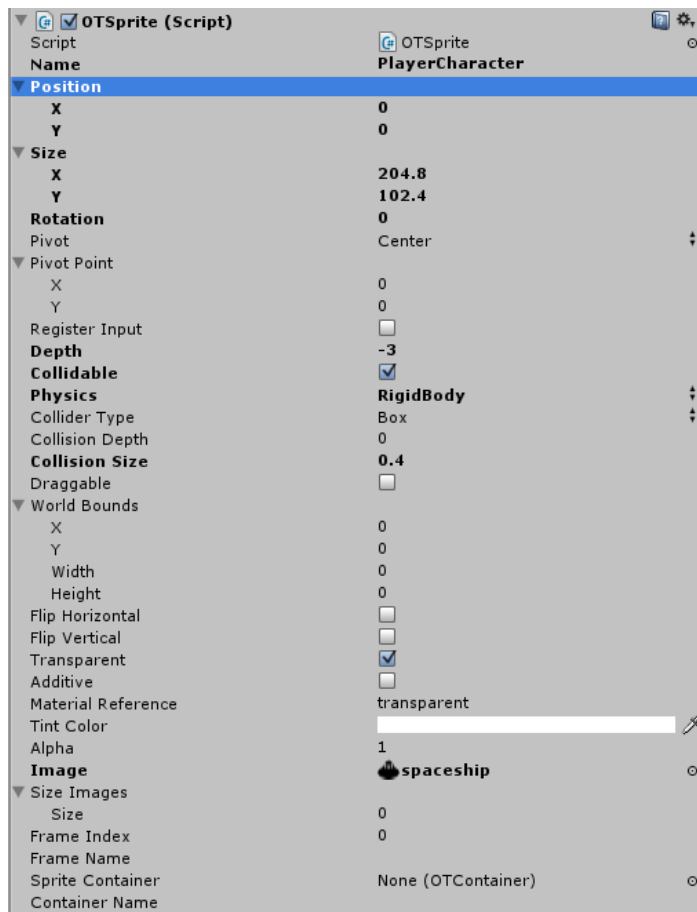 OTSprite (Script)
Script OTSprite
Name PlayerCharacter
Position
X 0
Y 0
Size
X 204.8
Y 102.4
Rotation 0
Pivot Center
Pivot Point
X 0
Y 0
Register Input
Depth -3
Collidable
Physics RigidBody
Collider Type Box
Collision Depth 0
Collision Size 0.4
Draggable
World Bounds
X 0
Y 0
Width 0
Height 0
Flip Horizontal
Flip Vertical
Transparent
Additive
Material Reference transparent
Tint Color
Alpha 1
Image spaceship
Size Images
Size 0
Frame Index 0
Frame Name
Sprite Container None (OTContainer)
Container Name